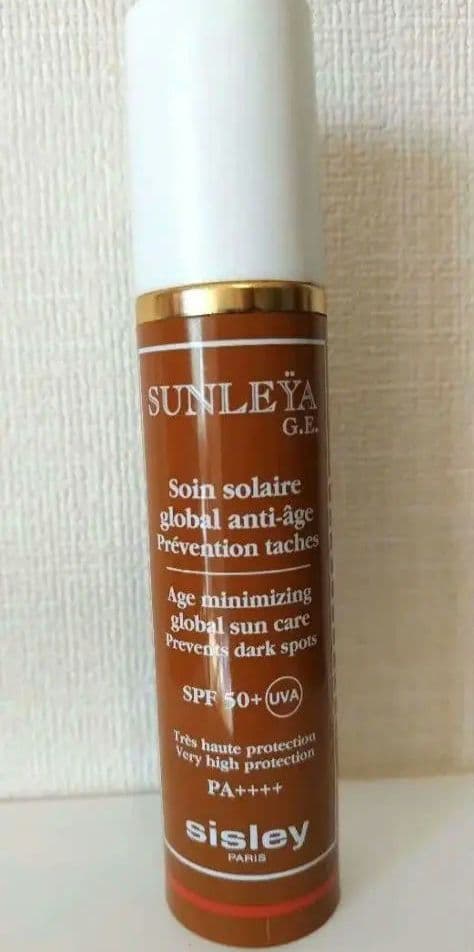 SUNLEŸA
G.E.
Soin solaire
global anti-âge
Prévention taches
Age minimizing
global sun care
Prevents dark spots
SPF 50+ UVA
Très haute protection
Very high protection
PA++++
sisley
PARIS